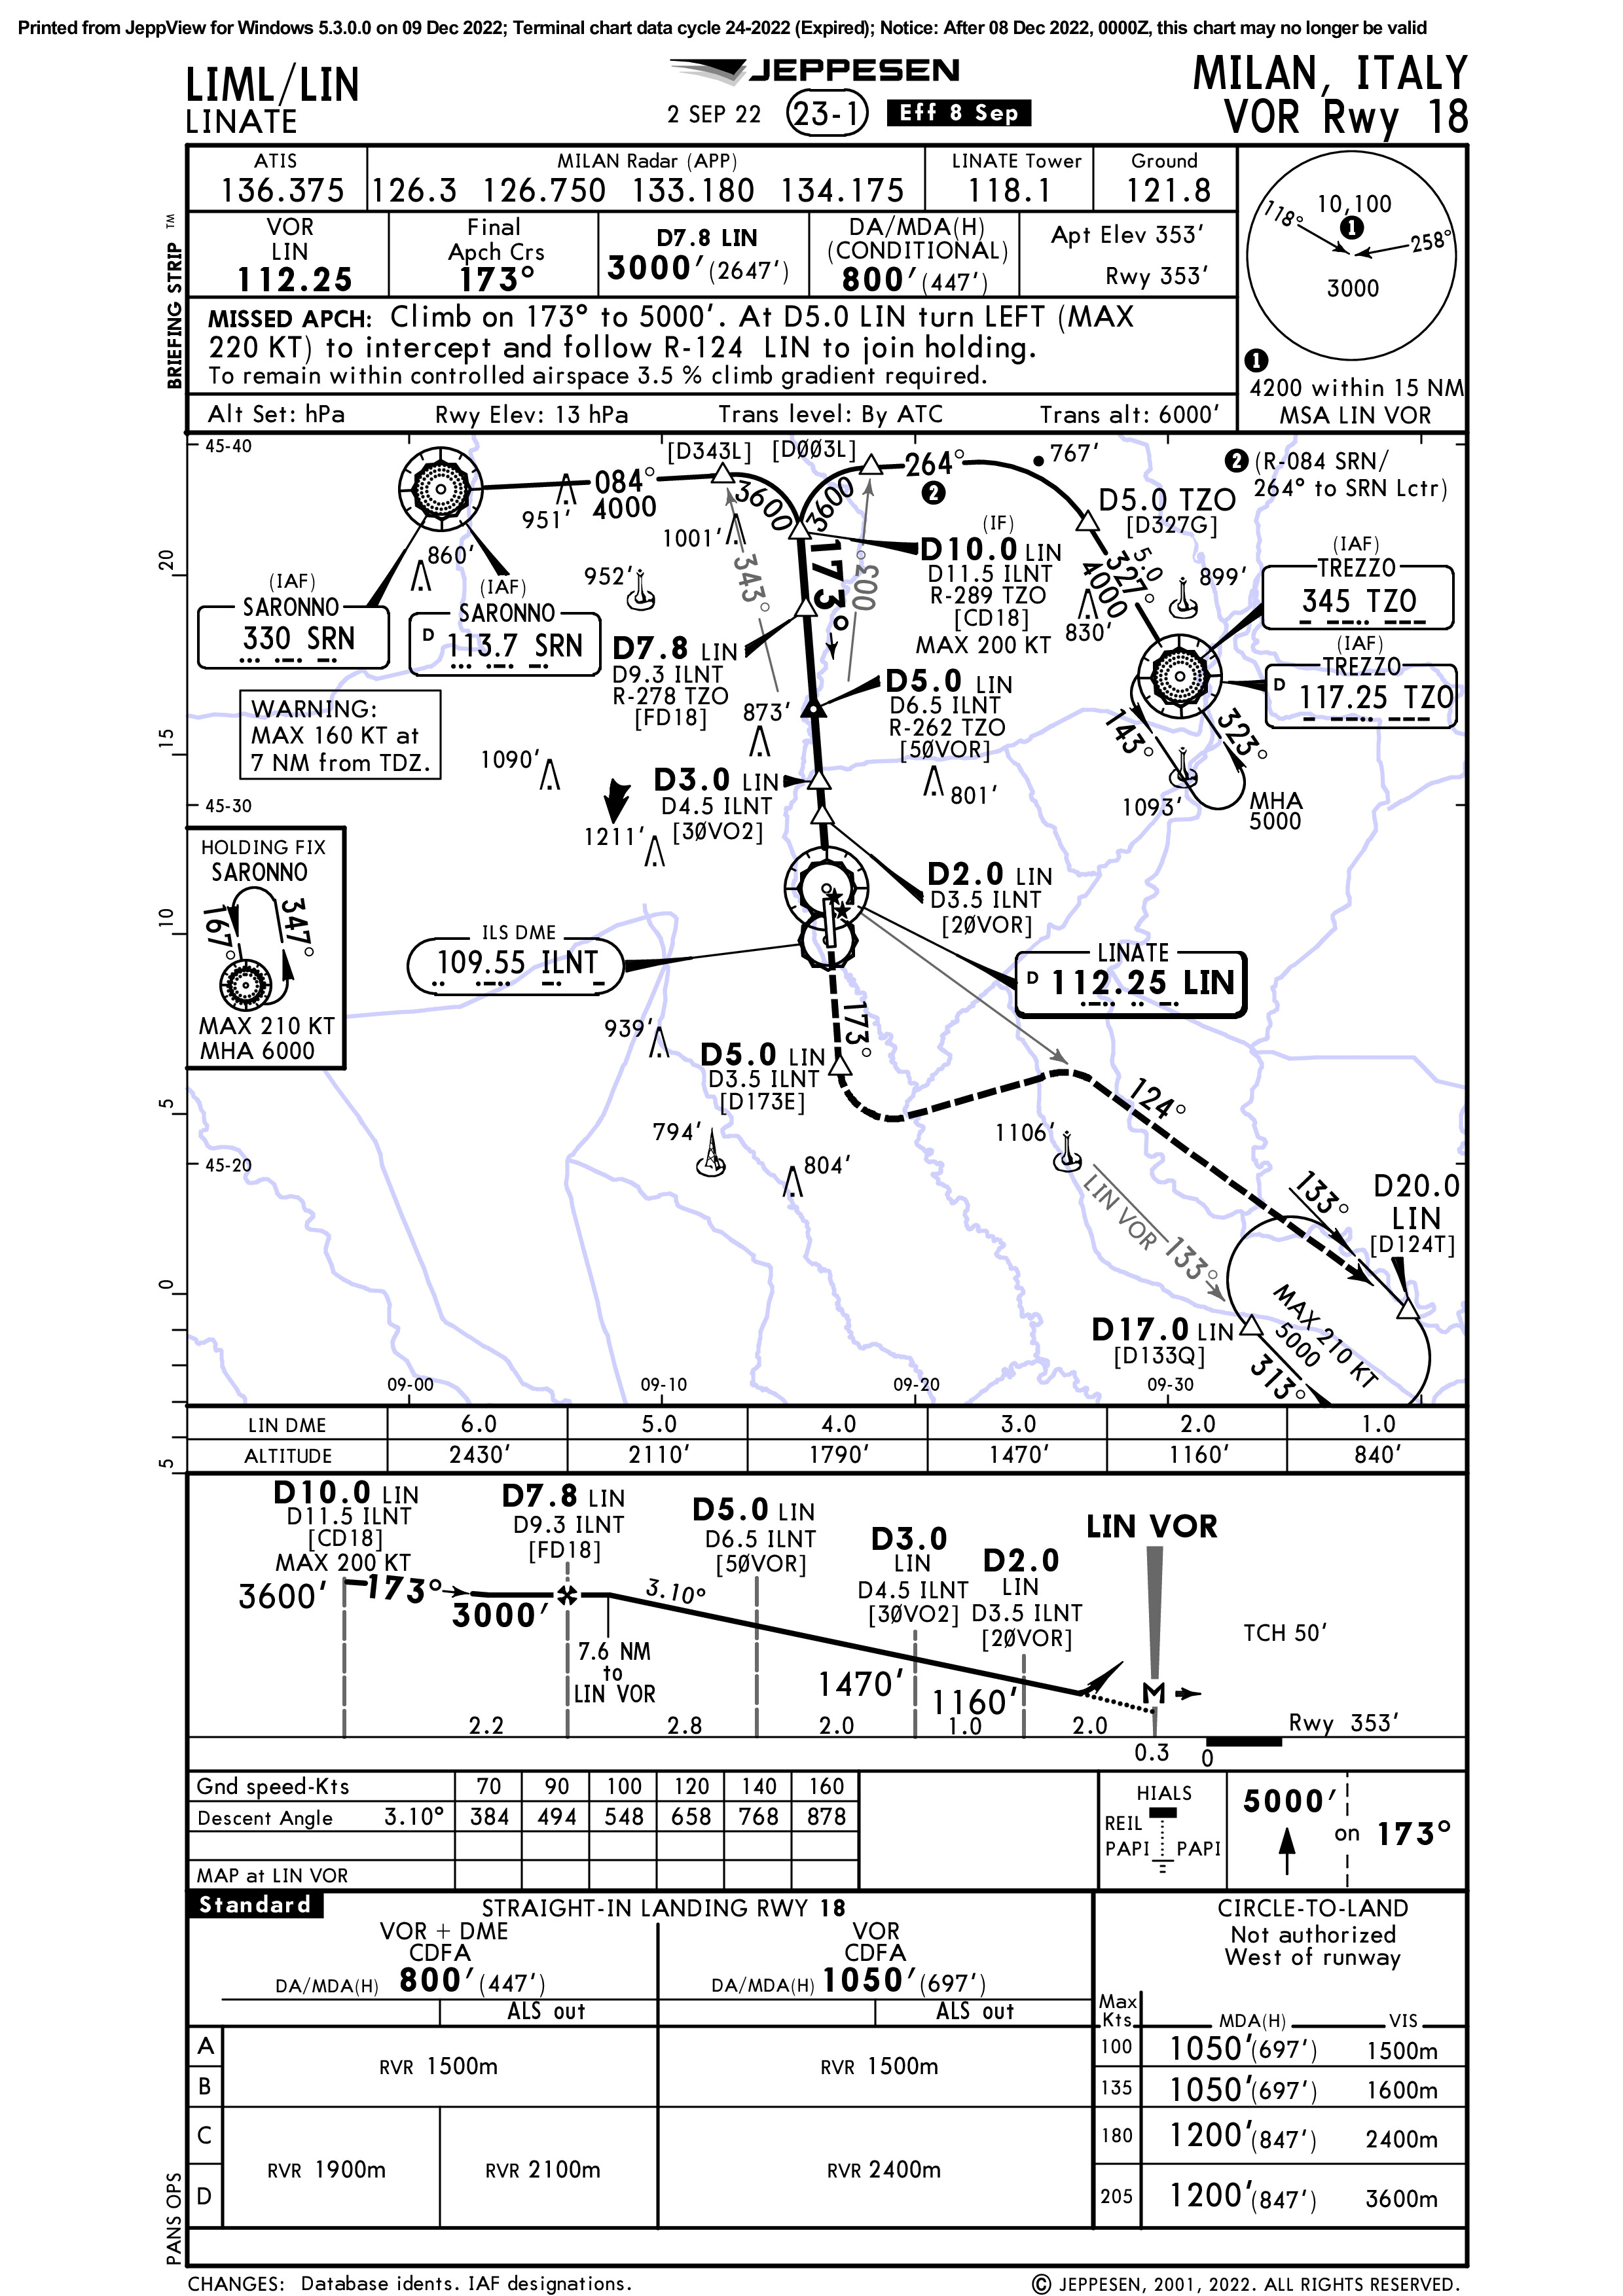 Printed from JeppView for Windows 5.3.0.0 on 09 Dec 2022; Terminal chart data cycle 24-2022 (Expired); Notice: After 08 Dec 2022, 0000Z, this chart may no longer be valid
LIML/LIN
LINATE
JEPPESEN
2 SEP 22 23-1 Eff 8 Sep
MILAN, ITALY
VOR Rwy 18
BRIEFING STRIP TM
ATIS
136.375
MILAN Radar (APP)
126.3 126.750 133.180 134.175
LINATE Tower
118.1
Ground
121.8
VOR
LIN
112.25
Final
Apch Crs
173°
D7.8 LIN
3000' (2647')
DA/MDA(H)
(CONDITIONAL)
800' (447')
Apt Elev 353'
Rwy 353'
MISSED APCH: Climb on 173° to 5000'. At D5.0 LIN turn LEFT (MAX
220 KT) to intercept and follow R-124 LIN to join holding.
To remain within controlled airspace 3.5 % climb gradient required.
Alt Set: hPa Rwy Elev: 13 hPa Trans level: By ATC Trans alt: 6000'
118°
10,100
1
258°
3000
1
4200 within 15 NM
MSA LIN VOR
45-40
[D343L]
[DØØ3L]
767'
2 (R-084 SRN/
264° to SRN Lctr)
084°
4000
3600
3600
264°
2
951'
1001'
860'
952'
343°
003°
173°
(IF)
D10.0 LIN
D11.5 ILNT
R-289 TZO
[CD18]
MAX 200 KT
D5.0 TZO
[D327G]
5.0
327°
4000
899'
830'
(IAF)
TREZZO
345 TZO
(IAF)
TREZZO
D 117.25 TZO
(IAF)
SARONNO
330 SRN
(IAF)
SARONNO
D 113.7 SRN
D7.8 LIN
D9.3 ILNT
R-278 TZO
[FD18]
D5.0 LIN
D6.5 ILNT
R-262 TZO
[5ØVOR]
WARNING:
MAX 160 KT at
7 NM from TDZ.
873'
1090'
D3.0 LIN
D4.5 ILNT
[3ØVO2]
801'
143°
323°
1093'
MHA
5000
45-30
1211'
HOLDING FIX
SARONNO
167°
347°
MAX 210 KT
MHA 6000
D2.0 LIN
D3.5 ILNT
[2ØVOR]
ILS DME
109.55 ILNT
LINATE
D 112.25 LIN
939'
173°
D5.0 LIN
D3.5 ILNT
[D173E]
124°
794'
804'
1106'
45-20
LIN VOR 133°
133°
D20.0
LIN
[D124T]
MAX 210 KT
5000
D17.0 LIN
[D133Q]
313°
09-00 09-10 09-20 09-30
20
15
10
5
0
5
LIN DME 6.0 5.0 4.0 3.0 2.0 1.0
ALTITUDE 2430' 2110' 1790' 1470' 1160' 840'
D10.0 LIN
D11.5 ILNT
[CD18]
MAX 200 KT
D7.8 LIN
D9.3 ILNT
[FD18]
D5.0 LIN
D6.5 ILNT
[5ØVOR]
D3.0
LIN
D4.5 ILNT
[3ØVO2]
D2.0
LIN
D3.5 ILNT
[2ØVOR]
LIN VOR
3600' 173°
3000'
3.10°
7.6 NM
to
LIN VOR
1470'
1160'
M
TCH 50'
Rwy 353'
2.2 2.8 2.0 1.0 2.0
0.3 0
Gnd speed-Kts 70 90 100 120 140 160
Descent Angle 3.10° 384 494 548 658 768 878
MAP at LIN VOR
HIALS
REIL
PAPI PAPI
5000'
on 173°
Standard
STRAIGHT-IN LANDING RWY 18
VOR + DME
CDFA
DA/MDA(H) 800' (447')
ALS out
VOR
CDFA
DA/MDA(H) 1050' (697')
ALS out
CIRCLE-TO-LAND
Not authorized
West of runway
Max
Kts. MDA(H) VIS
A
B
RVR 1500m RVR 1500m
C
D
RVR 1900m RVR 2100m RVR 2400m
100 1050' (697') 1500m
135 1050' (697') 1600m
180 1200' (847') 2400m
205 1200' (847') 3600m
PANS OPS
CHANGES: Database idents. IAF designations.
© JEPPESEN, 2001, 2022. ALL RIGHTS RESERVED.